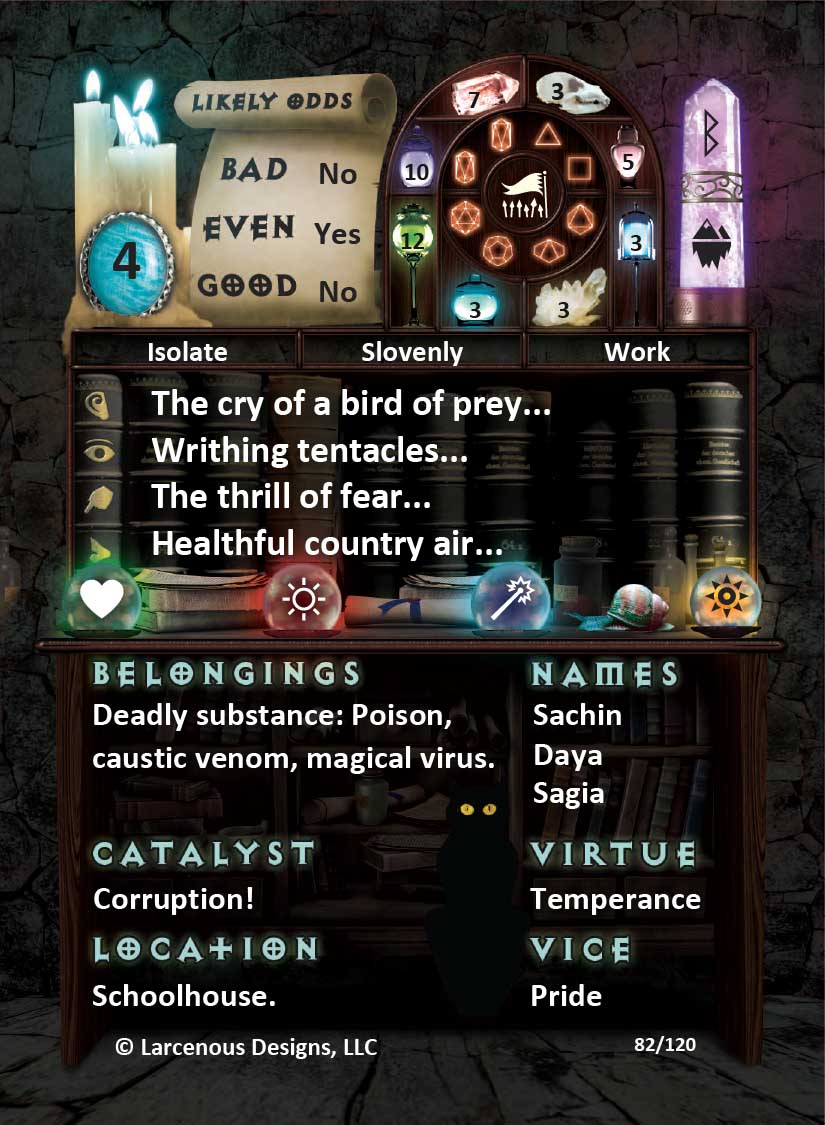 LIKELY ODDS
BAD No
EVEN Yes
GOOD No
4
7
3
10
5
12
3
3
3
Isolate Slovenly Work
The cry of a bird of prey...
Writhing tentacles...
The thrill of fear...
Healthful country air...
BELONGINGS
Deadly substance: Poison,
caustic venom, magical virus.
NAMES
Sachin
Daya
Sagia
CATALYST
Corruption!
VIRTUE
Temperance
LOCATION
Schoolhouse.
VICE
Pride
© Larcenous Designs, LLC
82/120